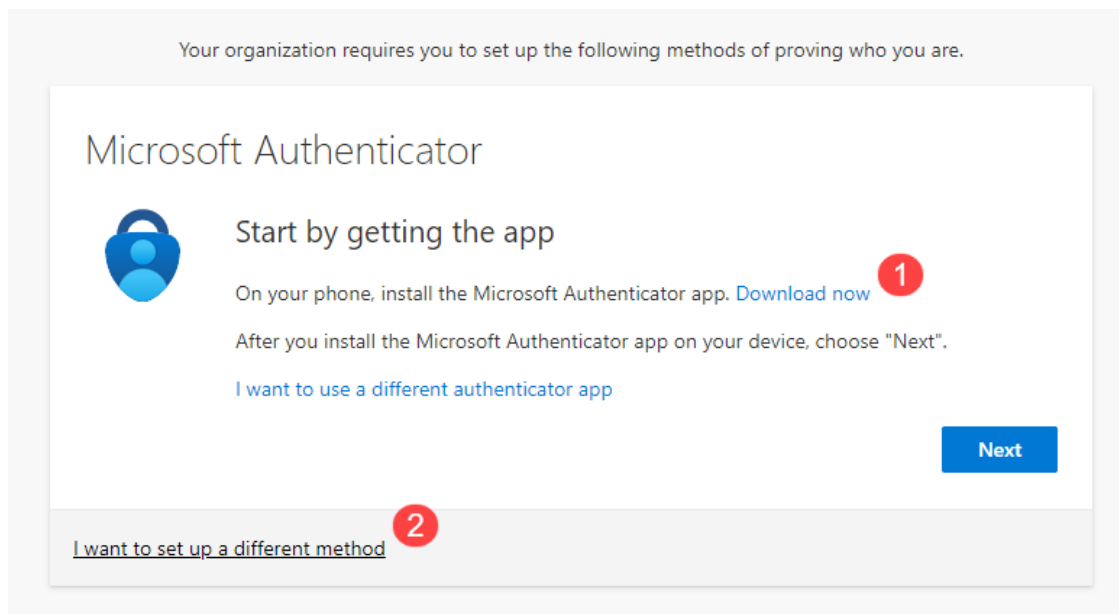 Your organization requires you to set up the following methods of proving who you are.
Microsoft Authenticator
Start by getting the app
On your phone, install the Microsoft Authenticator app. Download now
1
After you install the Microsoft Authenticator app on your device, choose "Next".
I want to use a different authenticator app
Next
I want to set up a different method
2